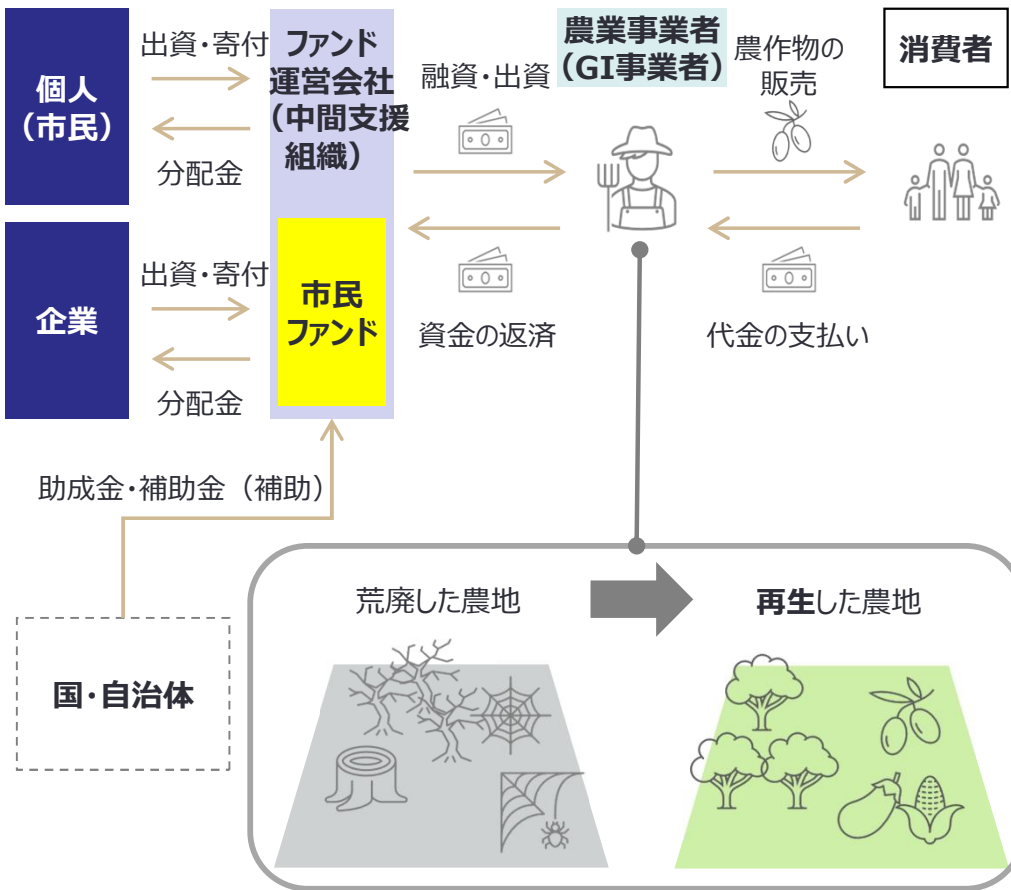 個人
（市民）
出資・寄付
分配金
ファンド
運営会社
（中間支援
組織）
融資・出資
農業事業者
（GI事業者）
農作物の
販売
消費者
企業
出資・寄付
分配金
市民
ファンド
資金の返済
代金の支払い
助成金・補助金（補助）
国・自治体
荒廃した農地
再生した農地